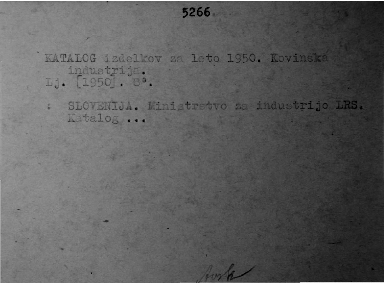 5266.
KATALOG izdelkov za leto 1950. Kovinska
industrija.
Lj. [1950]. 8°.
: SLOVENIJA. Ministrstvo za industrijo LRS.
Katalog ...